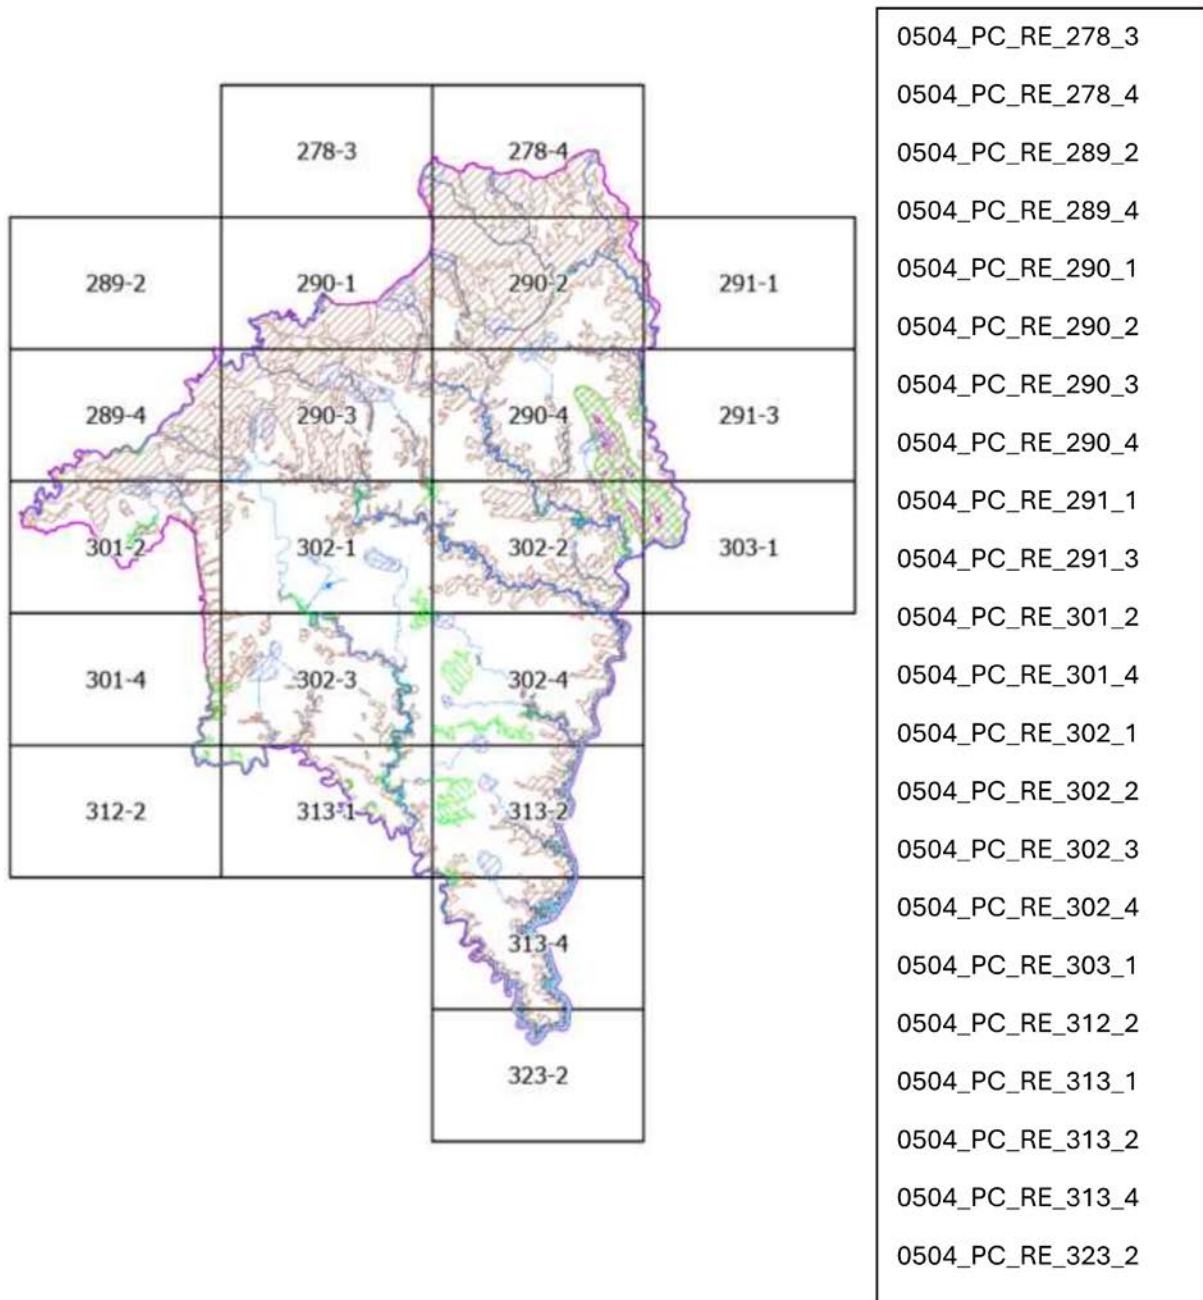 278-3 278-4
289-2 290-1 290-2 291-1
289-4 290-3 290-4 291-3
301-2 302-1 302-2 303-1
301-4 302-3 302-4
312-2 313-1 313-2
313-4
323-2
0504_PC_RE_278_3
0504_PC_RE_278_4
0504_PC_RE_289_2
0504_PC_RE_289_4
0504_PC_RE_290_1
0504_PC_RE_290_2
0504_PC_RE_290_3
0504_PC_RE_290_4
0504_PC_RE_291_1
0504_PC_RE_291_3
0504_PC_RE_301_2
0504_PC_RE_301_4
0504_PC_RE_302_1
0504_PC_RE_302_2
0504_PC_RE_302_3
0504_PC_RE_302_4
0504_PC_RE_303_1
0504_PC_RE_312_2
0504_PC_RE_313_1
0504_PC_RE_313_2
0504_PC_RE_313_4
0504_PC_RE_323_2